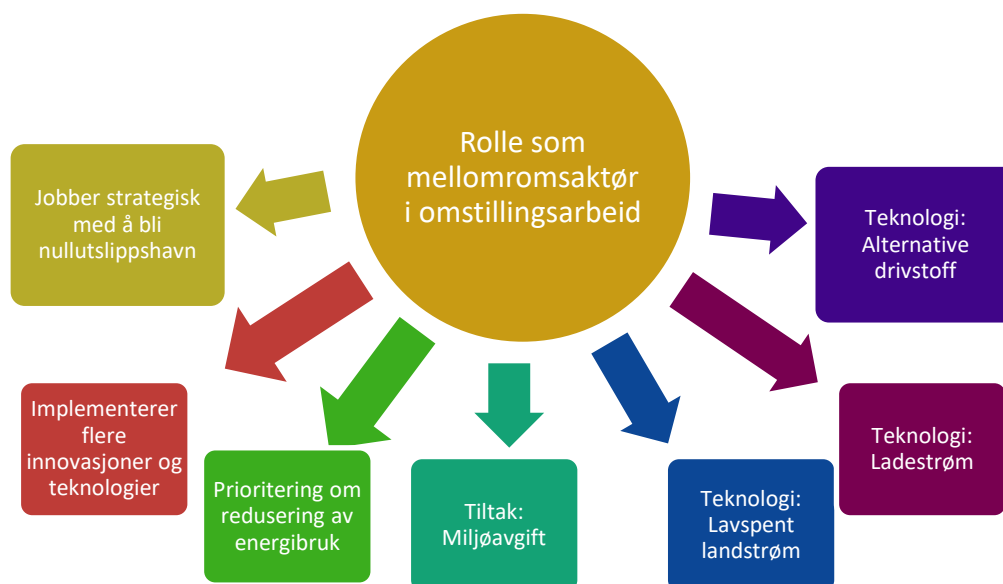 Rolle som
mellomromsaktør
i omstillingsarbeid
Jobber strategisk
med å bli
nullutslippshavn
Implementerer
flere
innovasjoner og
teknologier
Prioritering om
redusering av
energibruk
Tiltak:
Miljøavgift
Teknologi:
Lavspent
landstrøm
Teknologi:
Ladestrøm
Teknologi:
Alternative
drivstoff